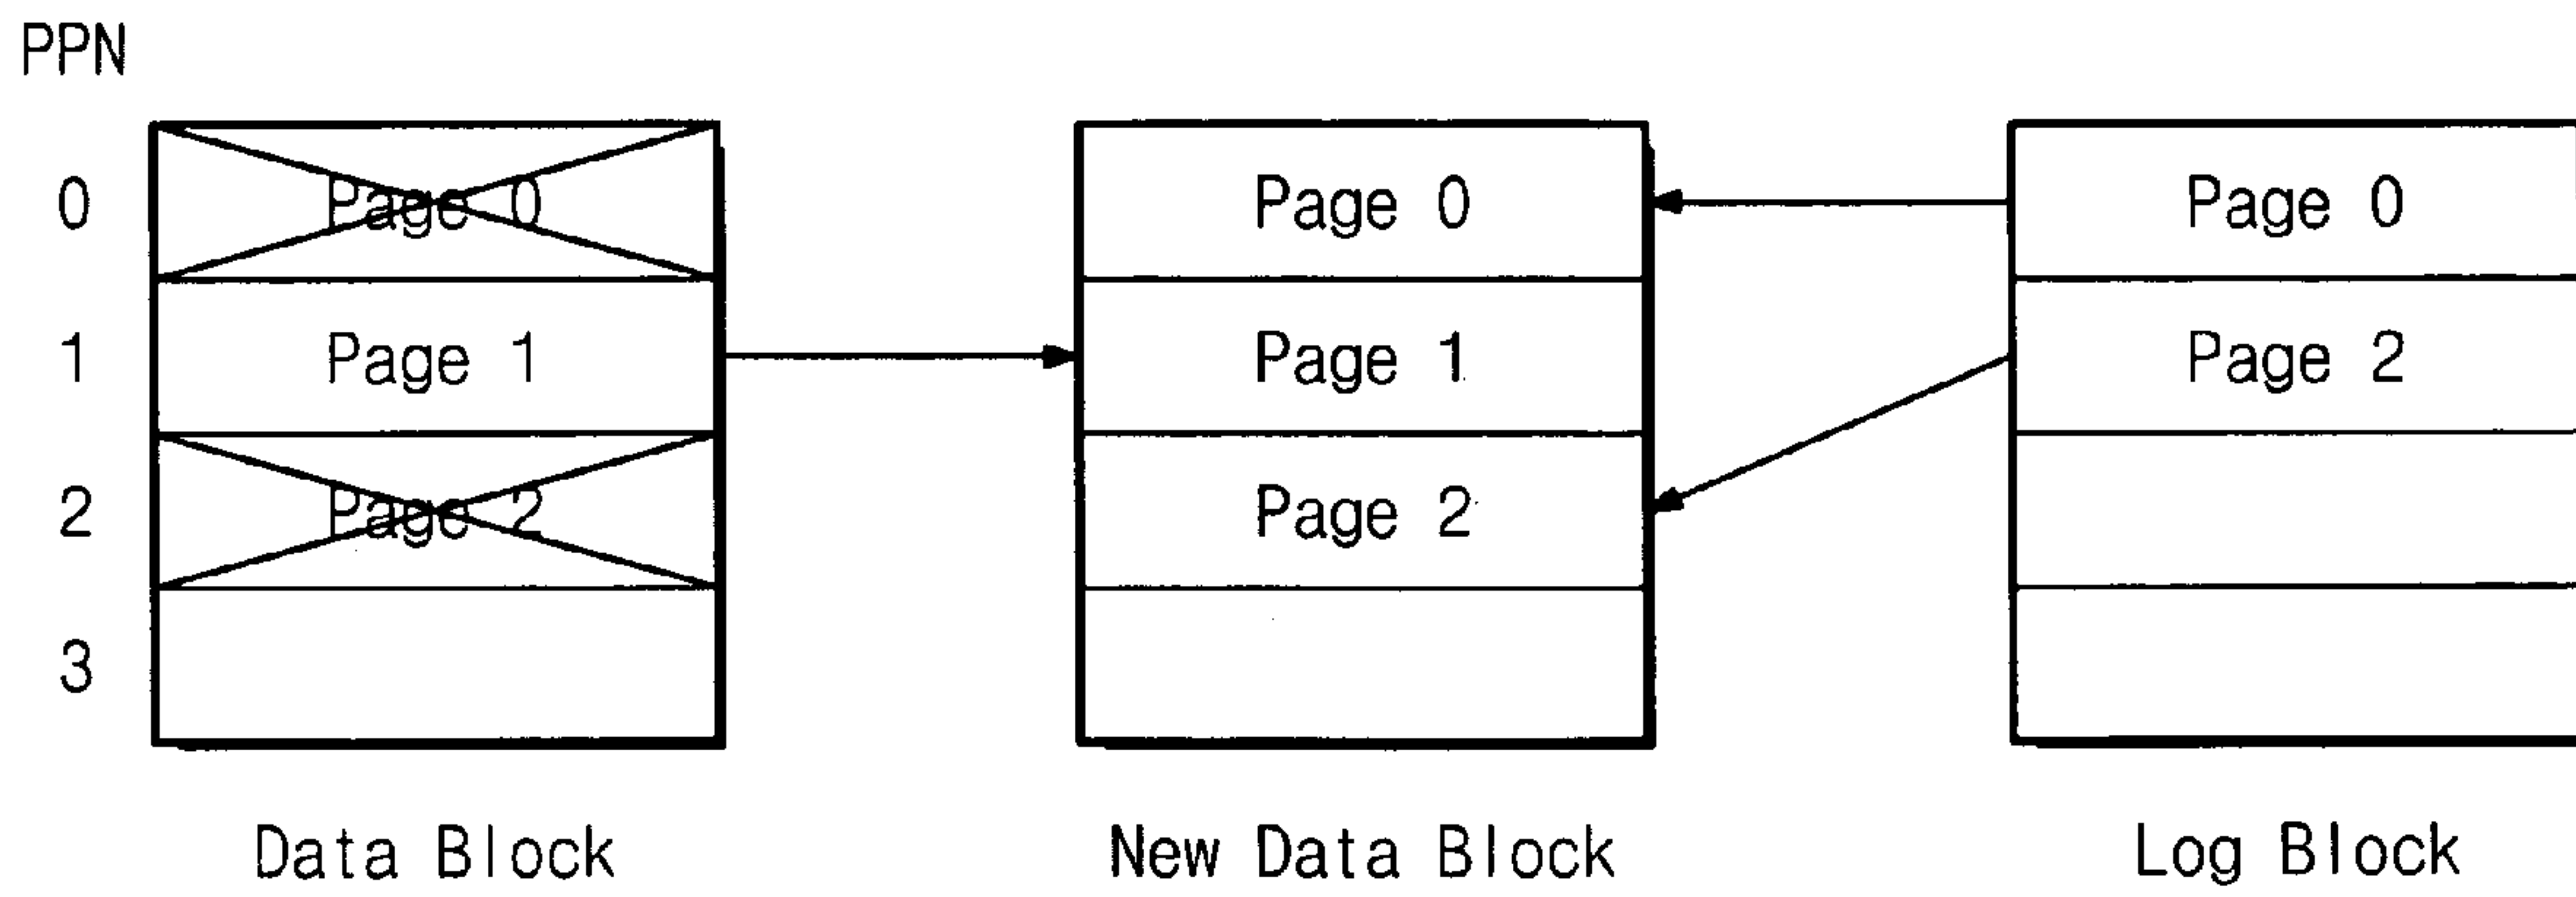 PPN
0 Page 0 Page 0 Page 0
1 Page 1 Page 1 Page 2
2 Page 2 Page 2
3
Data Block New Data Block Log Block